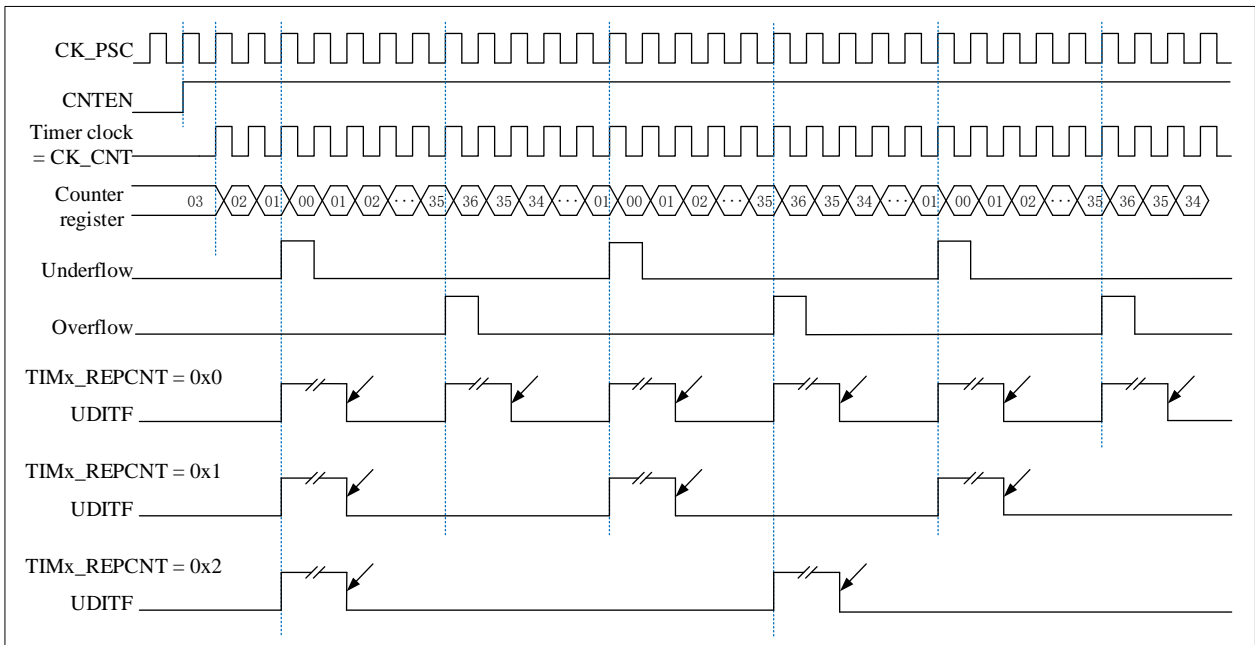 CK_PSC
CNTEN
Timer clock
= CK_CNT
Counter
register
03 02 01 00 01 02 ··· 35 36 35 34 ··· 01 00 01 02 ··· 35 36 35 34 ··· 01 00 01 02 ··· 35 36 35 34
Underflow
Overflow
TIMx_REPCNT = 0x0
UDITF
TIMx_REPCNT = 0x1
UDITF
TIMx_REPCNT = 0x2
UDITF